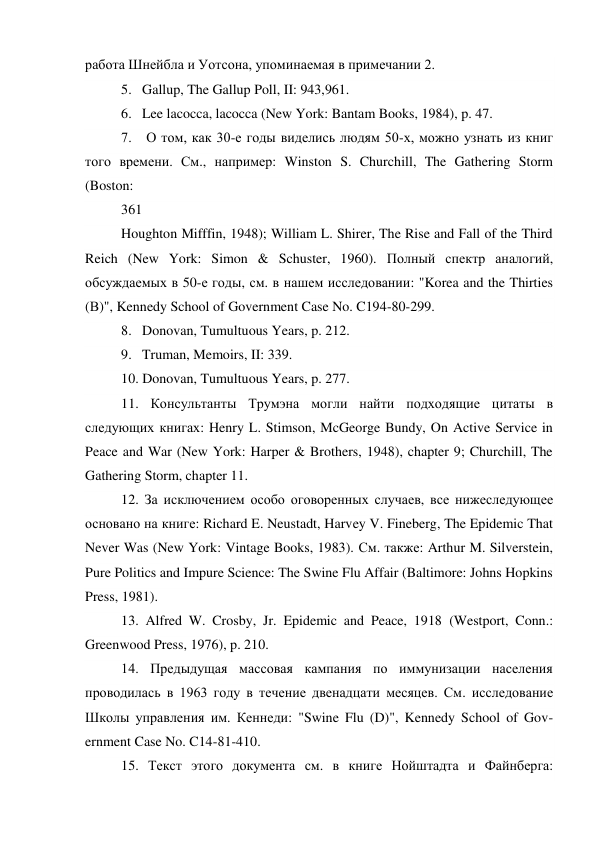 работа Шнейбла и Уотсона, упоминаемая в примечании 2.
5. Gallup, The Gallup Poll, II: 943,961.
6. Lee lacocca, lacocca (New York: Bantam Books, 1984), p. 47.
7. О том, как 30-е годы виделись людям 50-х, можно узнать из книг
того времени. См., например: Winston S. Churchill, The Gathering Storm
(Boston:
361
Houghton Mifffin, 1948); William L. Shirer, The Rise and Fall of the Third
Reich (New York: Simon & Schuster, 1960). Полный спектр аналогий,
обсуждаемых в 50-е годы, см. в нашем исследовании: "Korea and the Thirties
(B)", Kennedy School of Government Case No. C194-80-299.
8. Donovan, Tumultuous Years, p. 212.
9. Truman, Memoirs, II: 339.
10. Donovan, Tumultuous Years, p. 277.
11. Консультанты Трумэна могли найти подходящие цитаты в
следующих книгах: Henry L. Stimson, McGeorge Bundy, On Active Service in
Peace and War (New York: Harper & Brothers, 1948), chapter 9; Churchill, The
Gathering Storm, chapter 11.
12. За исключением особо оговоренных случаев, все нижеследующее
основано на книге: Richard E. Neustadt, Harvey V. Fineberg, The Epidemic That
Never Was (New York: Vintage Books, 1983). См. также: Arthur M. Silverstein,
Pure Politics and Impure Science: The Swine Flu Affair (Baltimore: Johns Hopkins
Press, 1981).
13. Alfred W. Crosby, Jr. Epidemic and Peace, 1918 (Westport, Conn.:
Greenwood Press, 1976), p. 210.
14. Предыдущая массовая кампания по иммунизации населения
проводилась в 1963 году в течение двенадцати месяцев. См. исследование
Школы управления им. Кеннеди: "Swine Flu (D)", Kennedy School of Gov-
ernment Case No. C14-81-410.
15. Текст этого документа см. в книге Нойштадта и Файнберга: